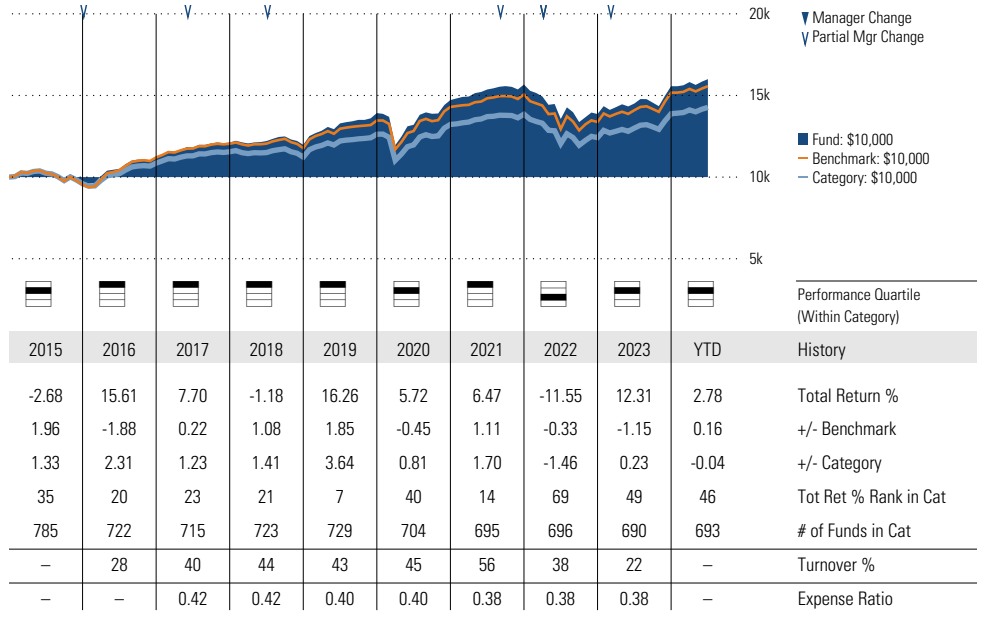 20k
Manager Change
Partial Mgr Change
15k
Fund: $10,000
Benchmark: $10,000
Category: $10,000
10k
5k
Performance Quartile
(Within Category)
2015 2016 2017 2018 2019 2020 2021 2022 2023 YTD History
-2.68 15.61 7.70 -1.18 16.26 5.72 6.47 -11.55 12.31 2.78 Total Return %
1.96 -1.88 0.22 1.08 1.85 -0.45 1.11 -0.33 -1.15 0.16 +/- Benchmark
1.33 2.31 1.23 1.41 3.64 0.81 1.70 -1.46 0.23 -0.04 +/- Category
35 20 23 21 7 40 14 69 49 46 Tot Ret % Rank in Cat
785 722 715 723 729 704 695 696 690 693 # of Funds in Cat
– 28 40 44 43 45 56 38 22 – Turnover %
– – 0.42 0.42 0.40 0.40 0.38 0.38 0.38 – Expense Ratio